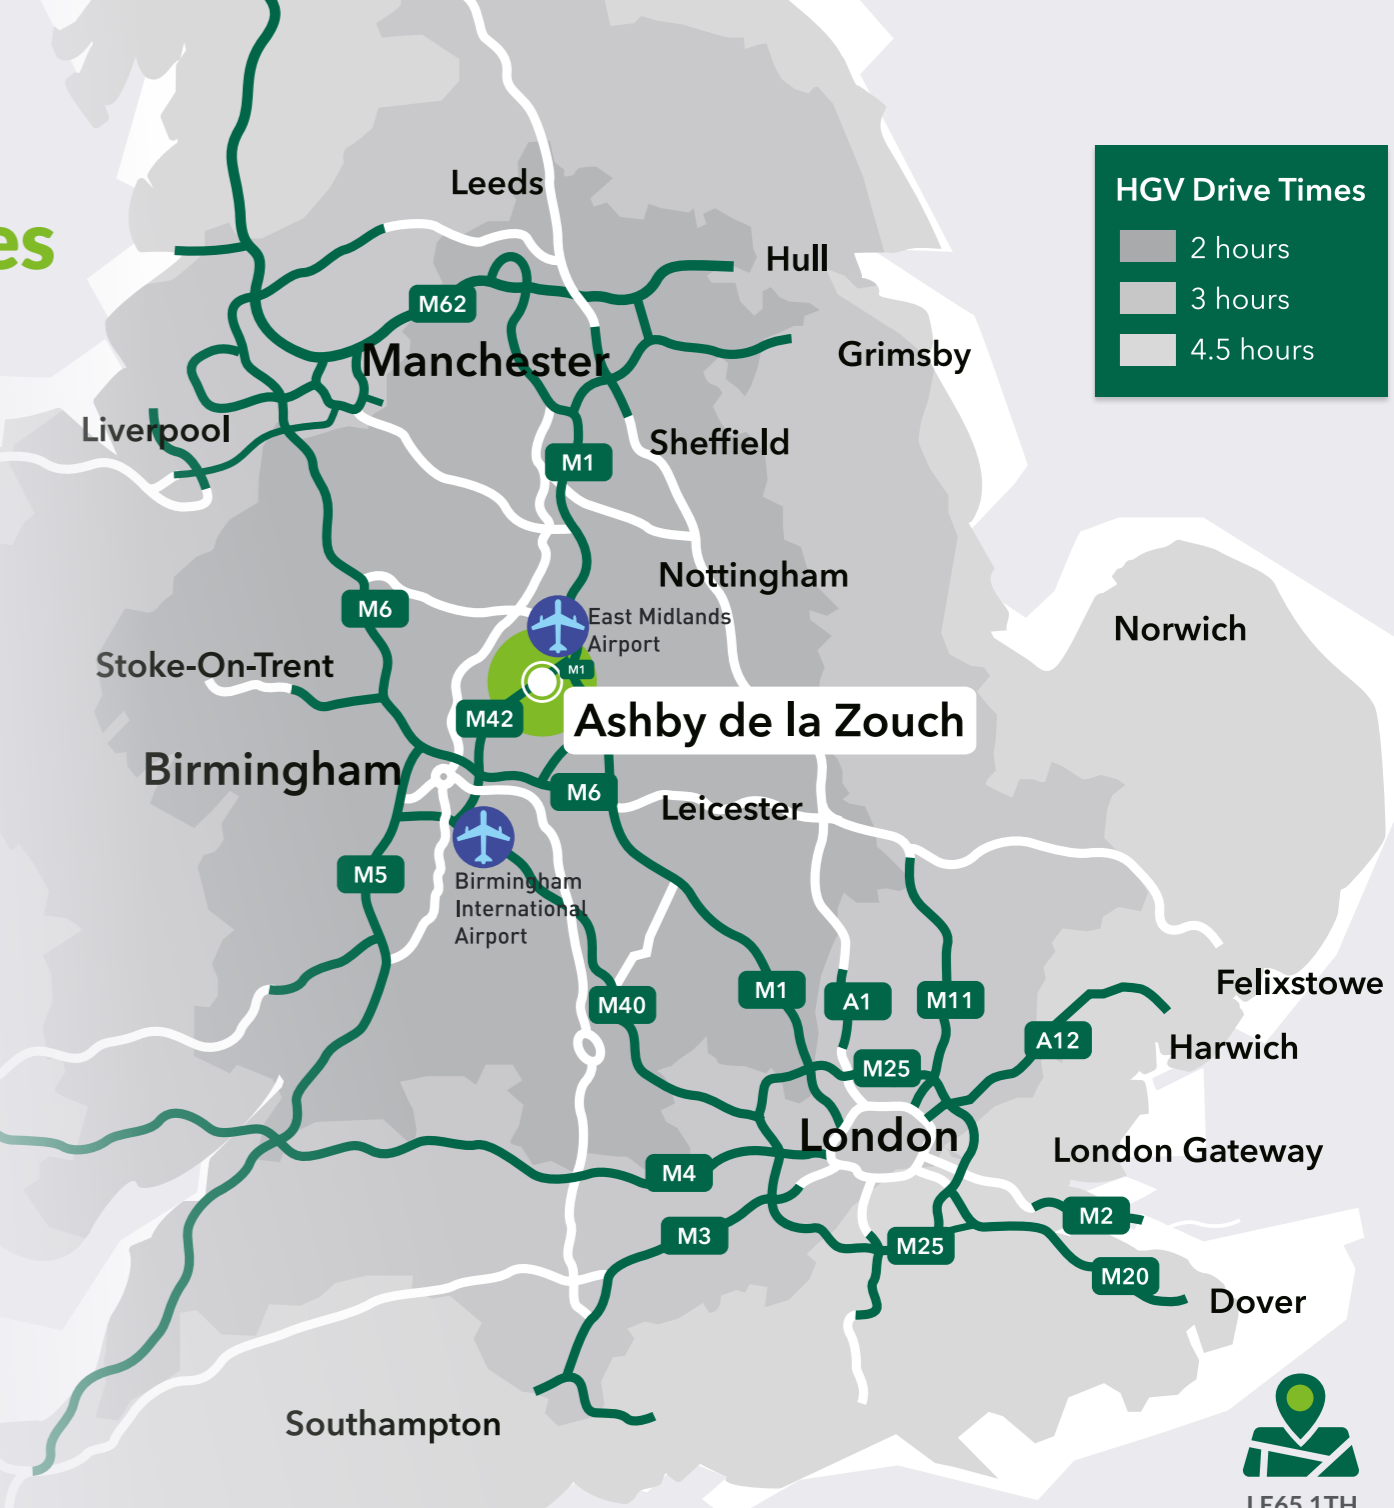 es
HGV Drive Times
2 hours
3 hours
4.5 hours
Leeds
Hull
M62
Manchester
Grimsby
Liverpool
Sheffield
M1
Nottingham
M6
East Midlands
Airport
Norwich
Stoke-On-Trent
M1
M42
Ashby de la Zouch
Birmingham
M6
Leicester
M5
Birmingham
International
Airport
Felixstowe
M40
M1
A1
M11
A12
Harwich
M25
London
London Gateway
M4
M2
M3
M25
M20
Dover
Southampton
LE65 1TH